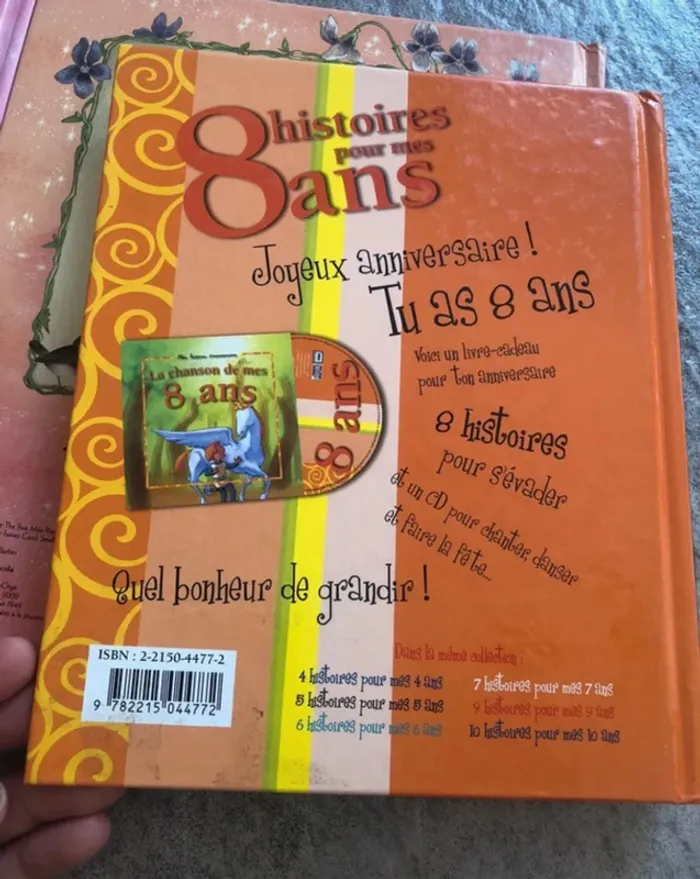 8 histoires
pour mes
8 ans
Joyeux anniversaire !
Tu as 8 ans
Voici un livre-cadeau
pour ton anniversaire
La chanson de mes
8 ans
8 ans
8 histoires
pour s'évader
et un CD pour chanter, danser
et faire la fête...
Quel bonheur de grandir !
ISBN : 2-2150-4477-2
9 782215 044772
Dans la même collection :
4 histoires pour mes 4 ans
5 histoires pour mes 5 ans
6 histoires pour mes 6 ans
7 histoires pour mes 7 ans
9 histoires pour mes 9 ans
10 histoires pour mes 10 ans